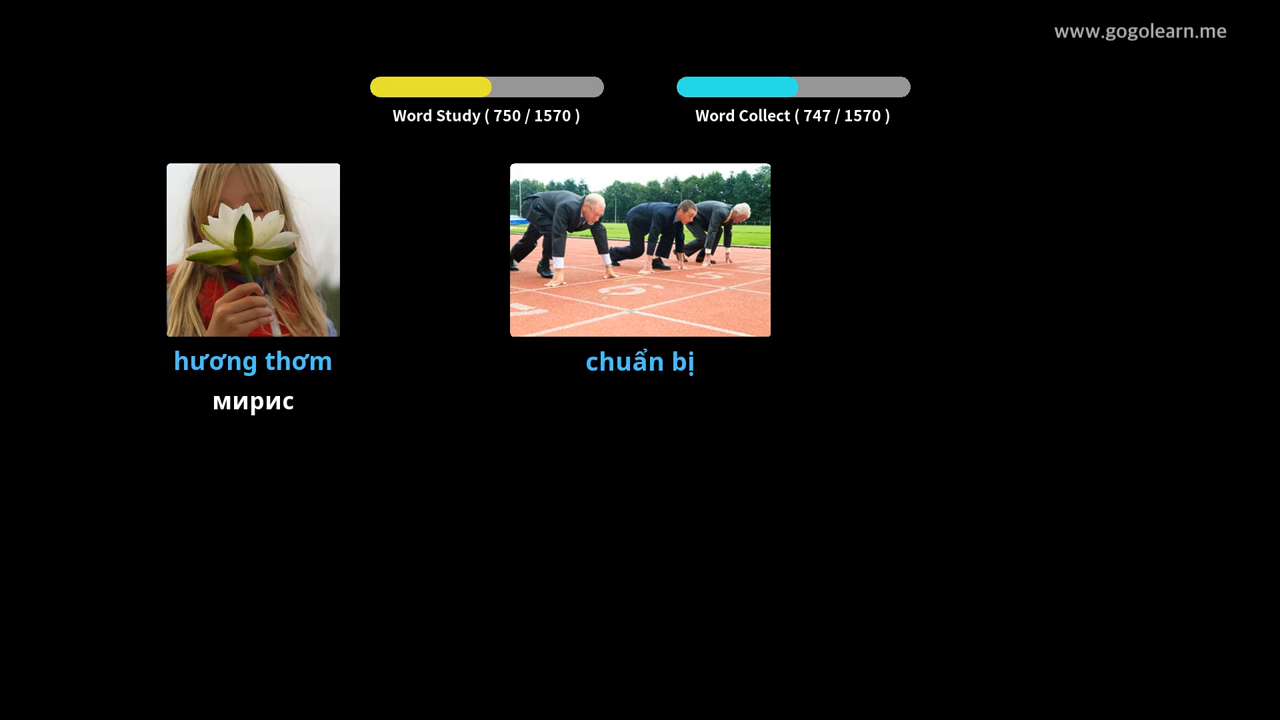 www.gogolearn.me
Word Study ( 750 / 1570 )
Word Collect ( 747 / 1570 )
hương thơm
мирис
chuẩn bị